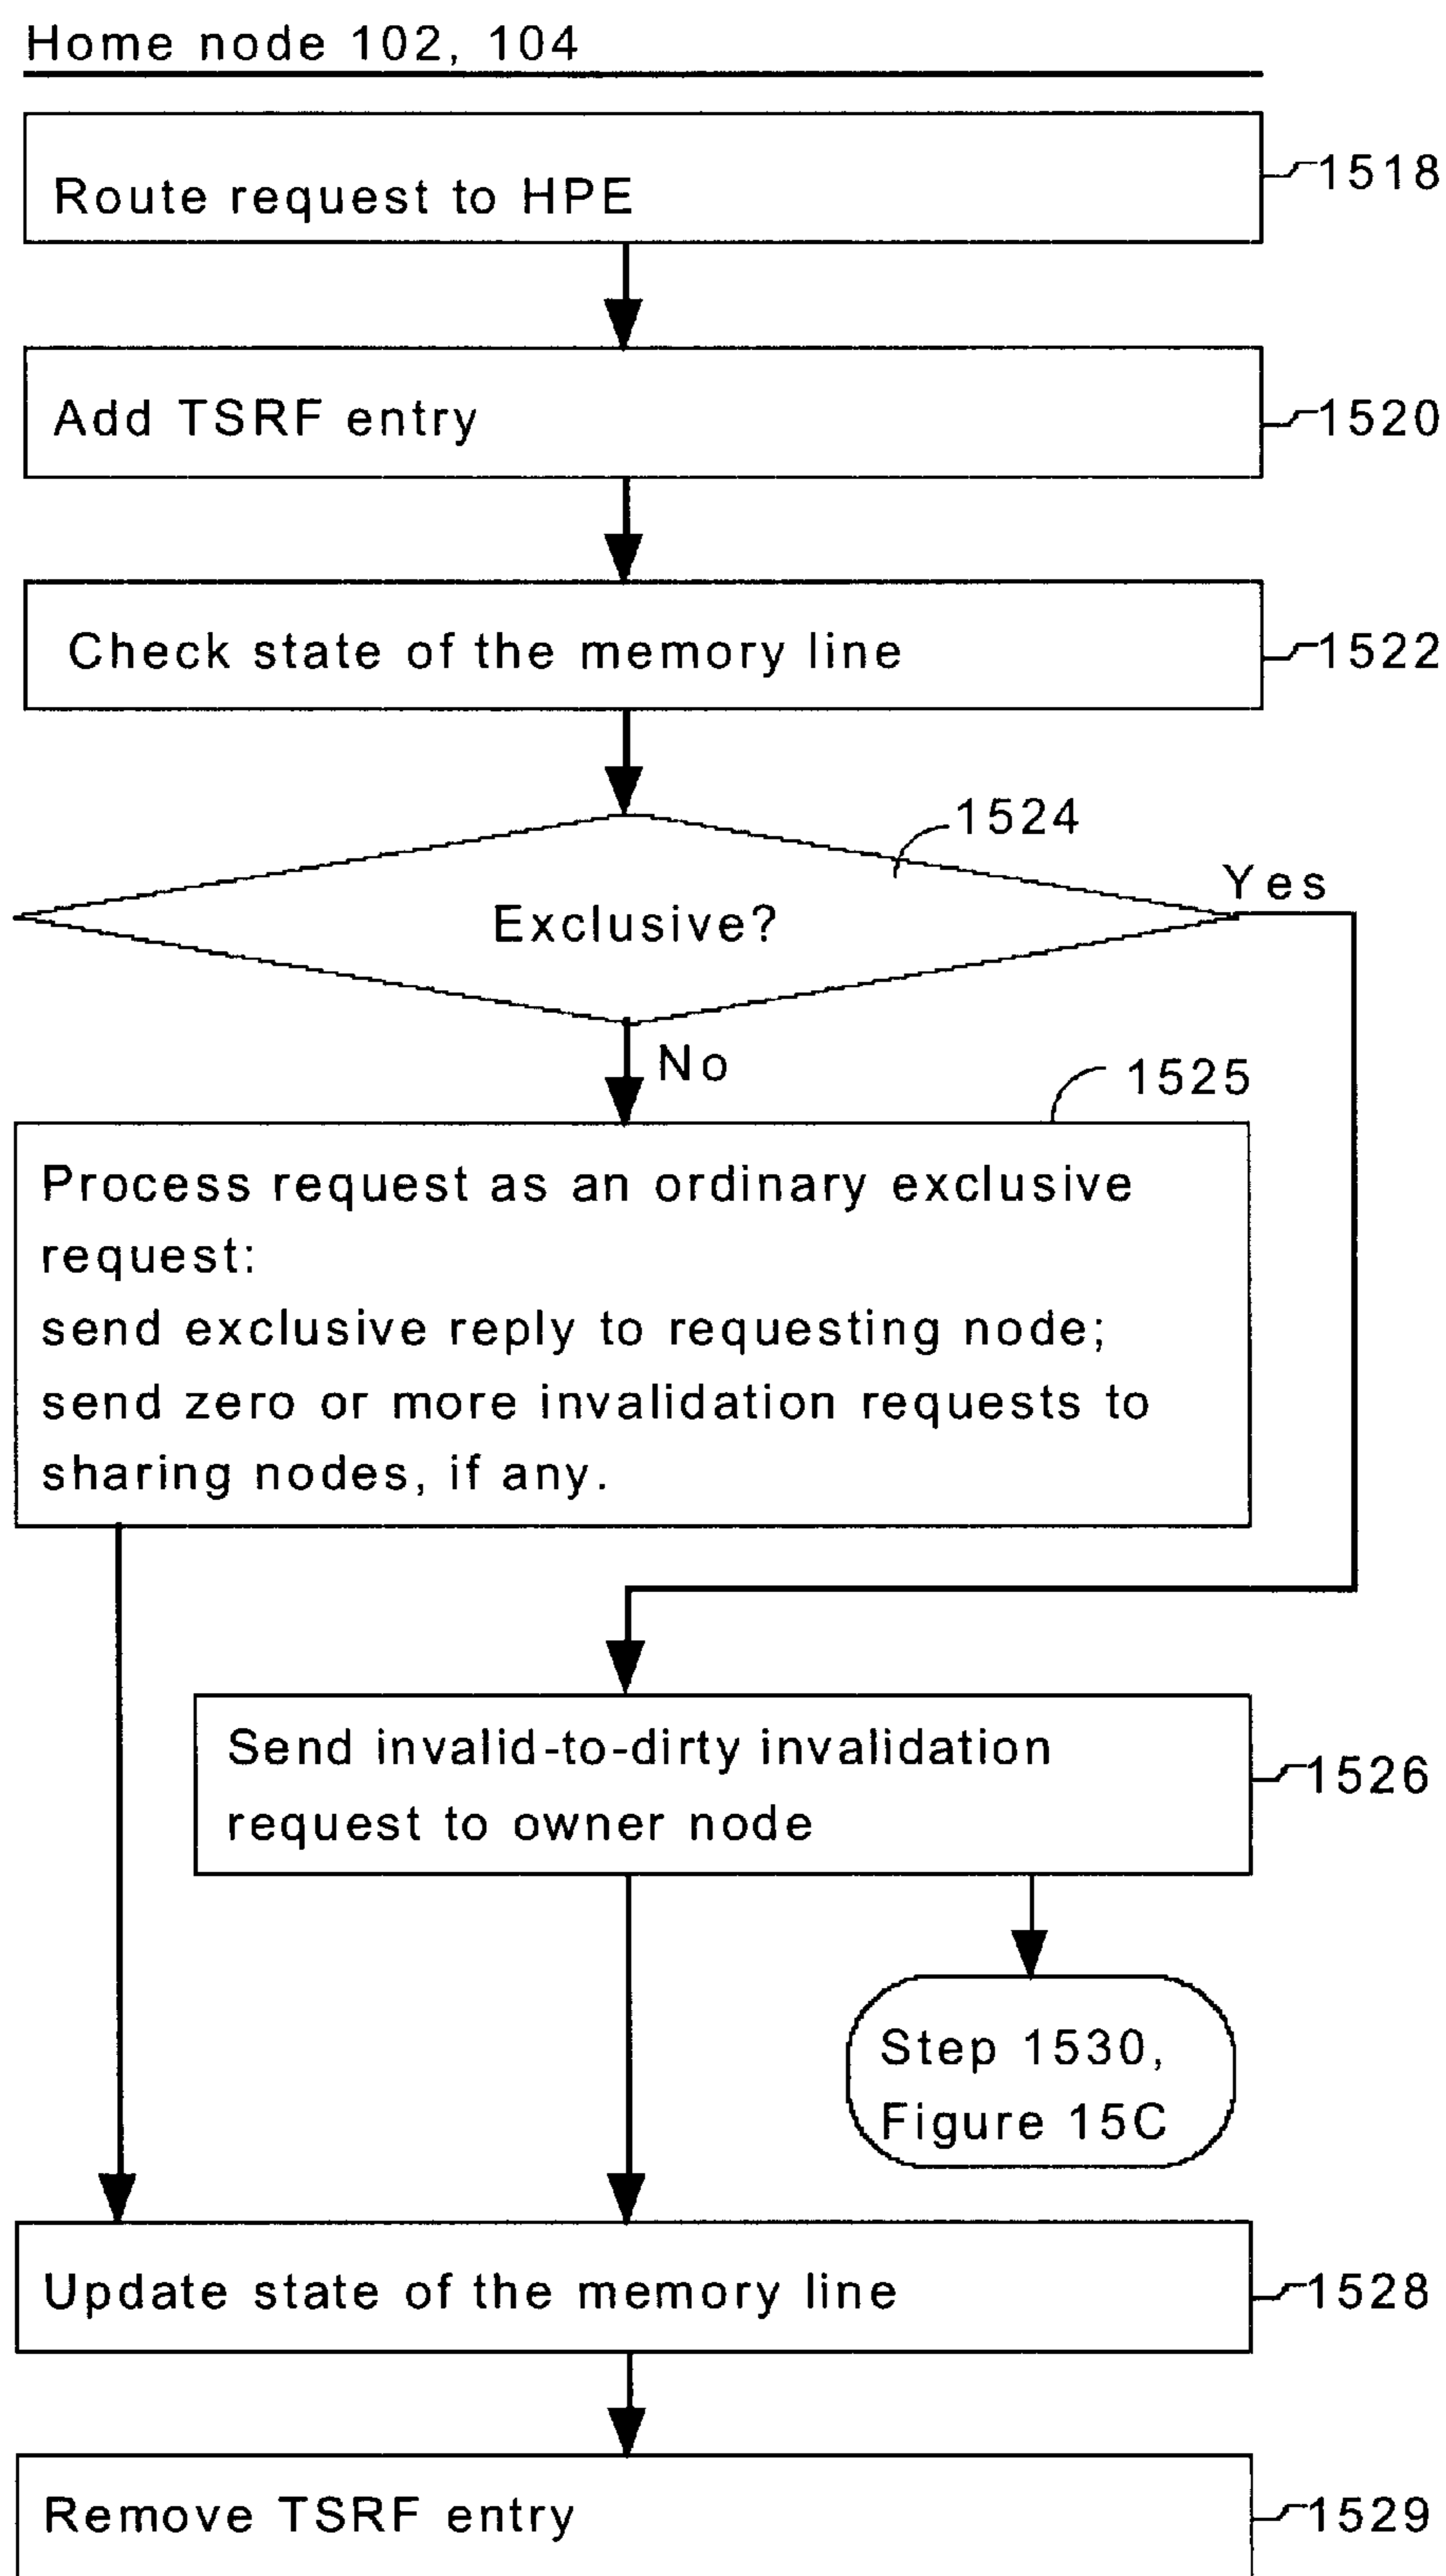 Home node 102, 104
Route request to HPE
1518
Add TSRF entry
1520
Check state of the memory line
1522
1524
Exclusive?
Yes
No
1525
Process request as an ordinary exclusive
request:
send exclusive reply to requesting node;
send zero or more invalidation requests to
sharing nodes, if any.
Send invalid-to-dirty invalidation
request to owner node
1526
Step 1530,
Figure 15C
Update state of the memory line
1528
Remove TSRF entry
1529